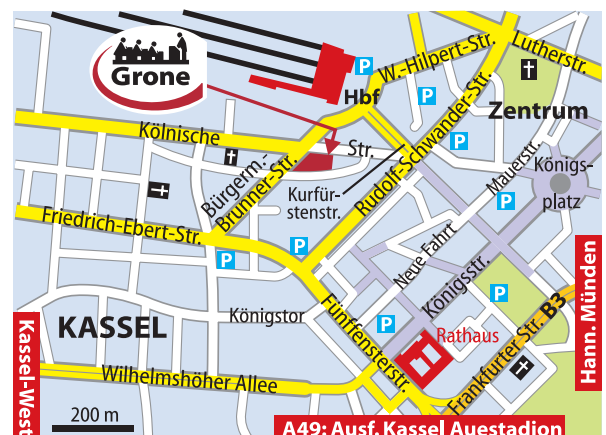 Grone
P
W.-Hilpert-Str.
Lutherstr.
Hbf
P
Zentrum
Kölnische
Str.
P
Mauerstr.
Königs-
platz
Bürgerm.-
Brunner-Str.
Kurfür-
stenstr.
Rudolf-Schwander-Str.
P
Friedrich-Ebert-Str.
P
P
Neue Fahrt
Königsstr.
P
Hann. Münden
B3
KASSEL
Königstor
Fünffensterstr.
P
Rathaus
Frankfurter Str.
Kassel-West
Wilhelmshöher Allee
200 m
A49: Ausf. Kassel Auestadion